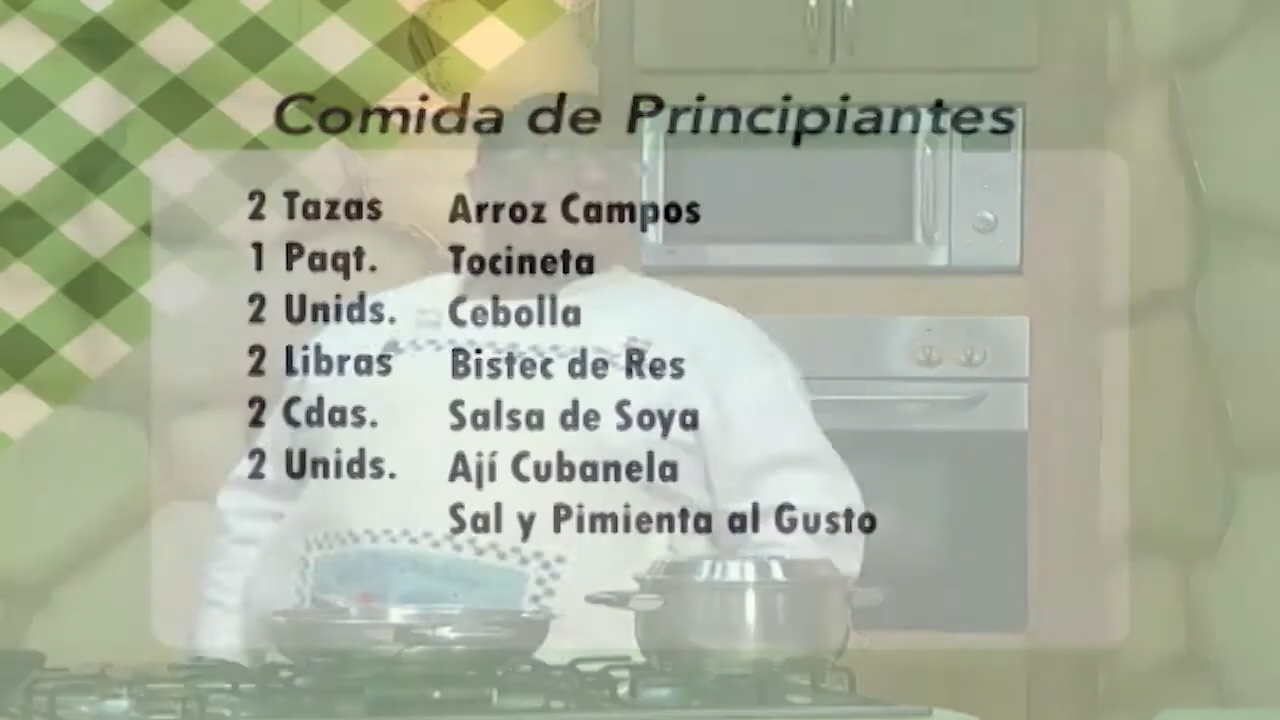 Comida de Principiantes
2 Tazas Arroz Campos
1 Paqt. Tocineta
2 Unids. Cebolla
2 Libras Bistec de Res
2 Cdas. Salsa de Soya
2 Unids. Ají Cubanela
Sal y Pimienta al Gusto